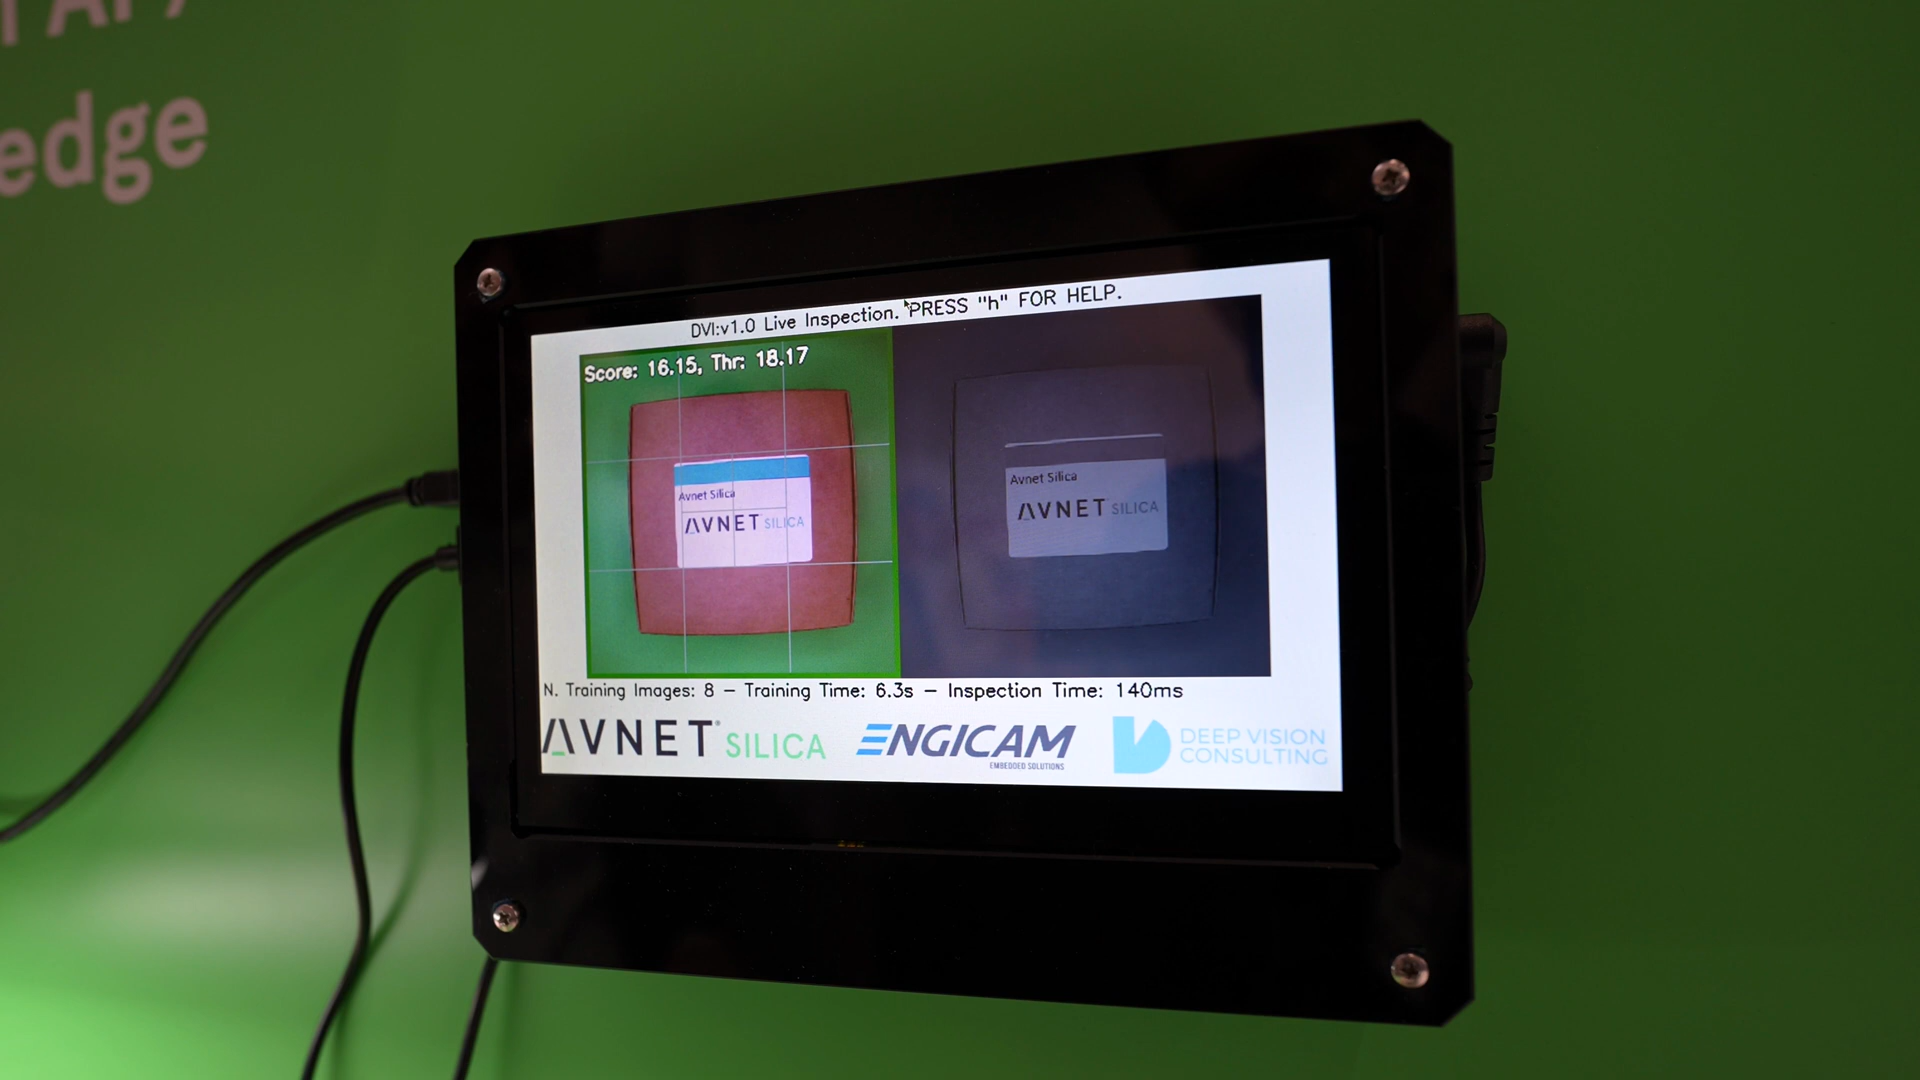 edge
DVI:v1.0 Live Inspection. PRESS "h" FOR HELP.
Score: 16.15, Thr: 18.17
Avnet Silica
AVNET SILICA
Avnet Silica
AVNET SILICA
N. Training Images: 8 – Training Time: 6.3s – Inspection Time: 140ms
AVNET® SILICA
ENGICAM
EMBEDDED SOLUTIONS
DEEP VISION
CONSULTING